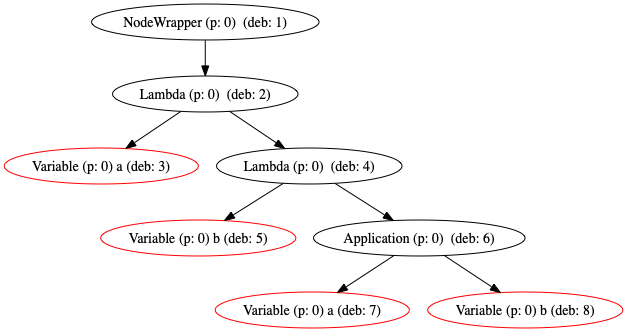 NodeWrapper (p: 0)  (deb: 1)
Lambda (p: 0)  (deb: 2)
Variable (p: 0) a (deb: 3)
Lambda (p: 0)  (deb: 4)
Variable (p: 0) b (deb: 5)
Application (p: 0)  (deb: 6)
Variable (p: 0) a (deb: 7)
Variable (p: 0) b (deb: 8)